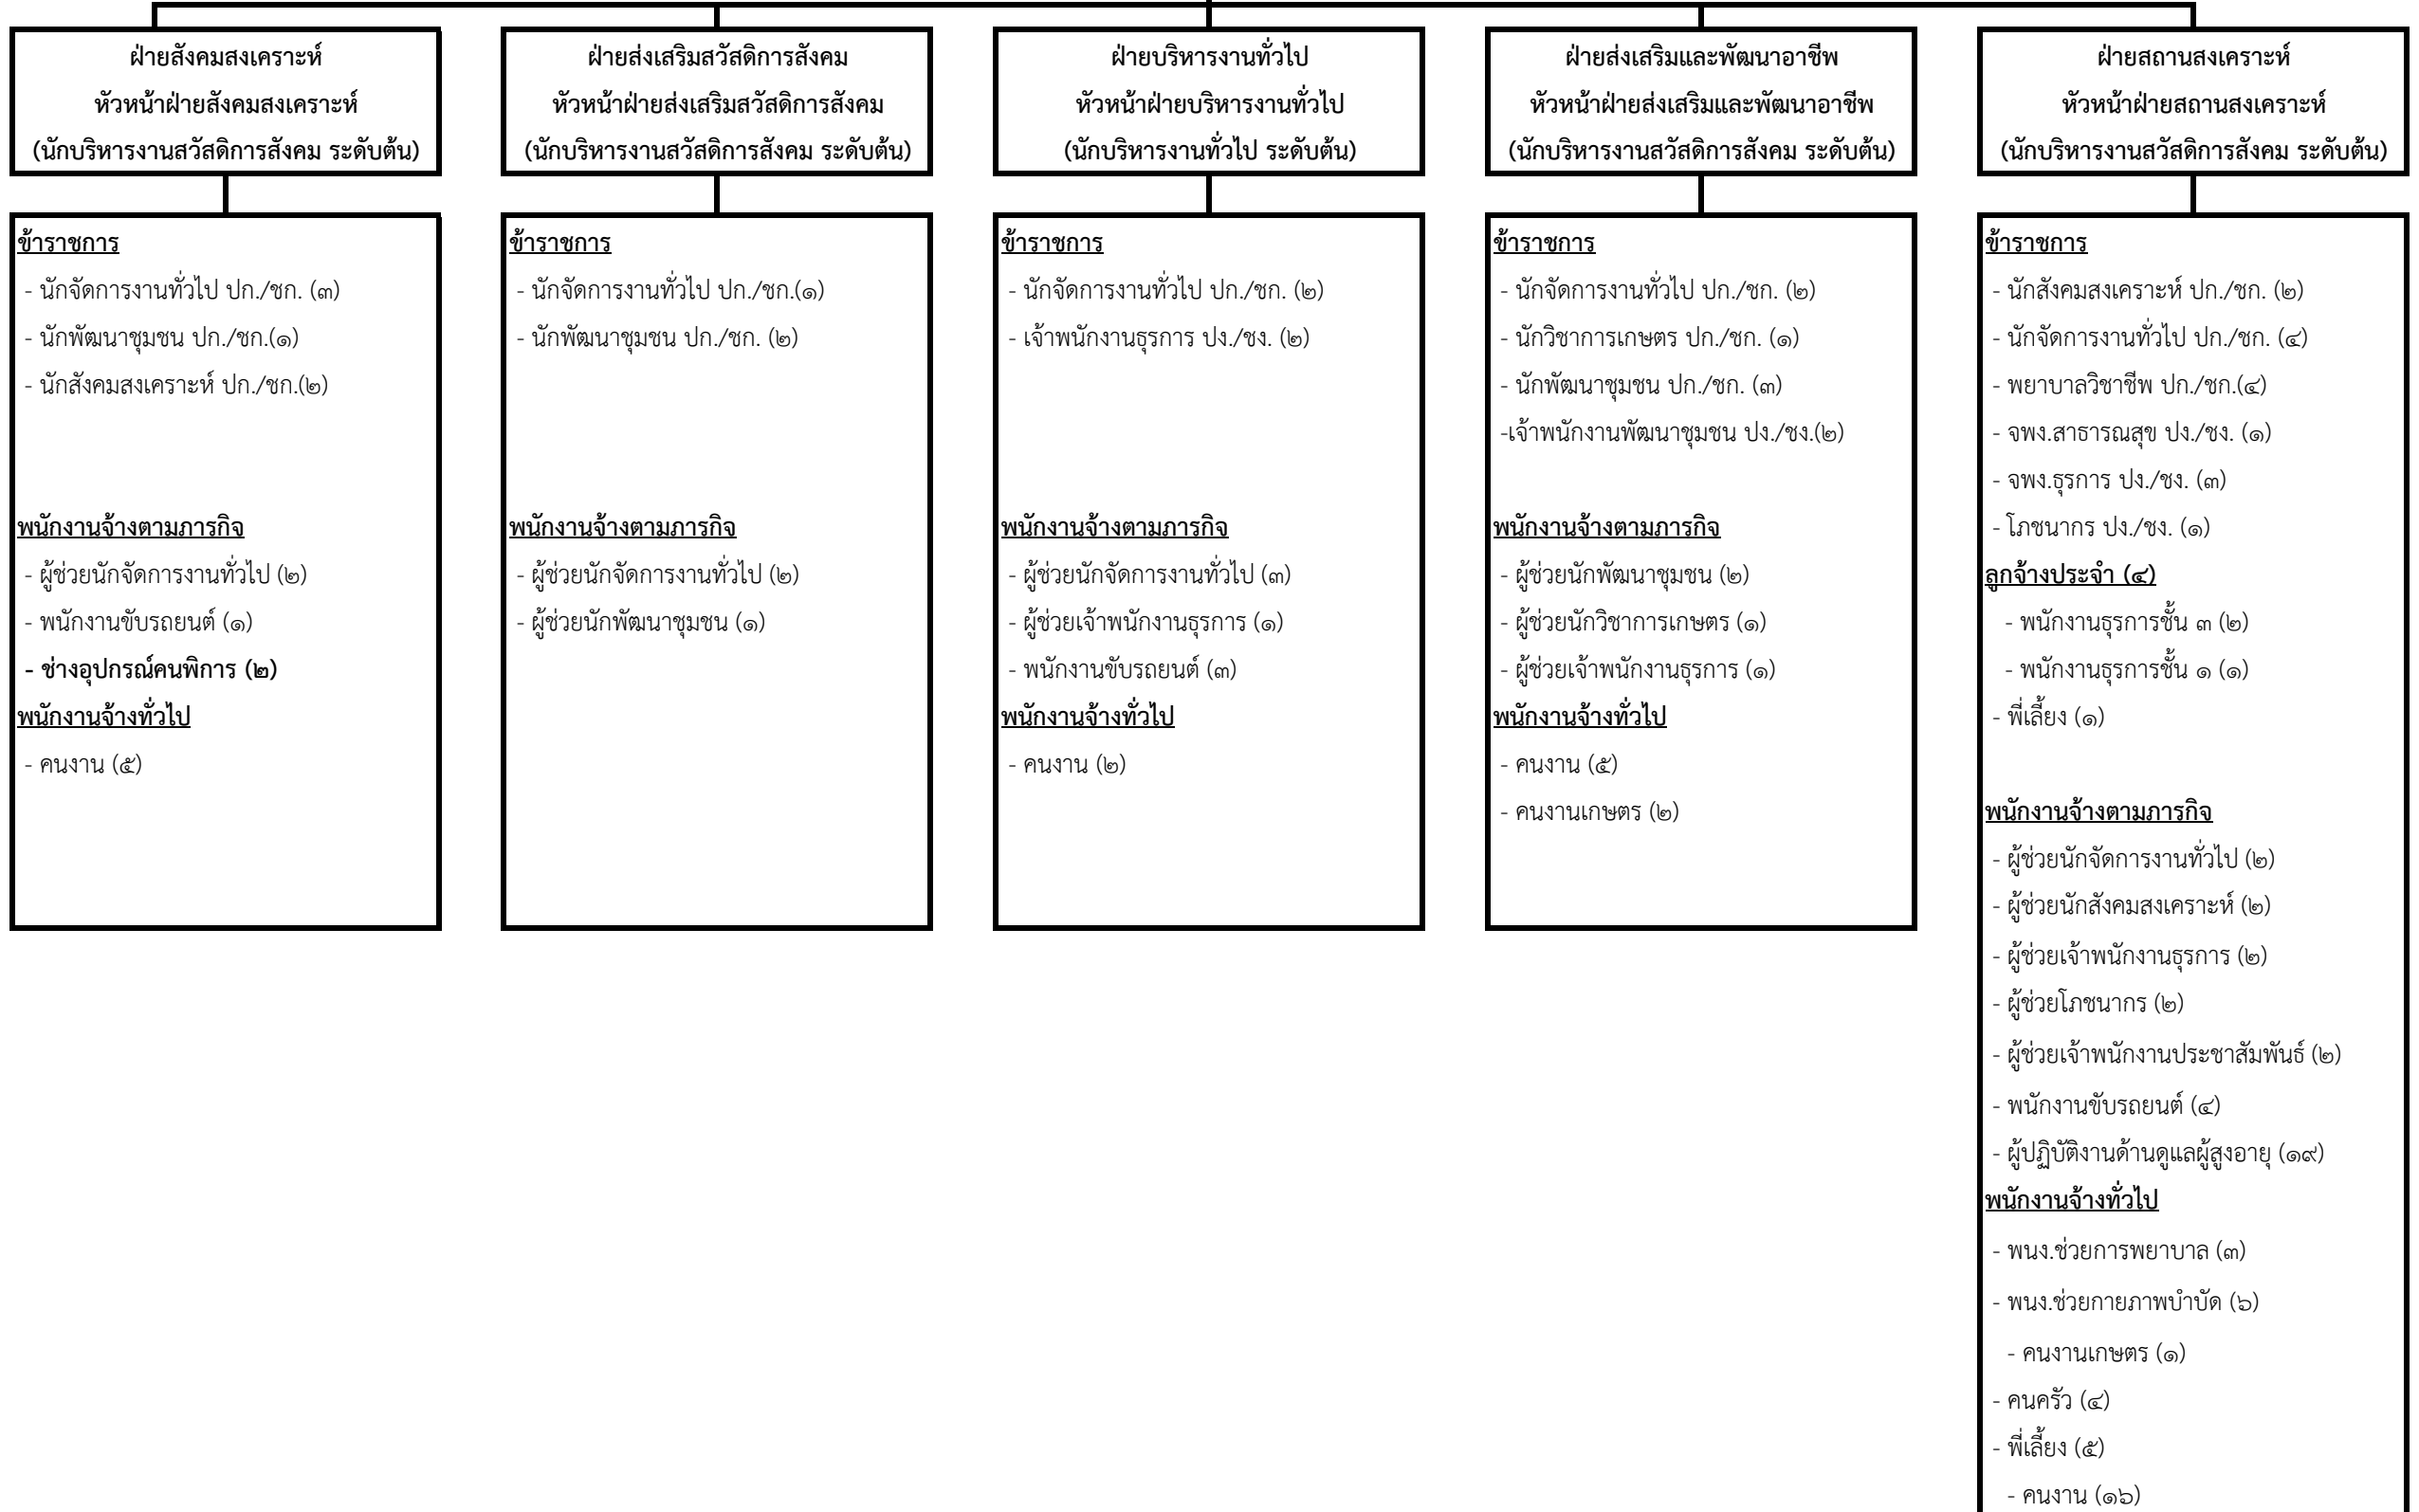 ฝ่ายสังคมสงเคราะห์
หัวหน้าฝ่ายสังคมสงเคราะห์
(นักบริหารงานสวัสดิการสังคม ระดับต้น)
ข้าราชการ
- นักจัดการงานทั่วไป ปก./ชก. (๓)
- นักพัฒนาชุมชน ปก./ชก.(๑)
- นักสังคมสงเคราะห์ ปก./ชก.(๒)
พนักงานจ้างตามภารกิจ
- ผู้ช่วยนักจัดการงานทั่วไป (๒)
- พนักงานขับรถยนต์ (๑)
- ช่างอุปกรณ์คนพิการ (๒)
พนักงานจ้างทั่วไป
- คนงาน (๕)
ฝ่ายส่งเสริมสวัสดิการสังคม
หัวหน้าฝ่ายส่งเสริมสวัสดิการสังคม
(นักบริหารงานสวัสดิการสังคม ระดับต้น)
ข้าราชการ
- นักจัดการงานทั่วไป ปก./ชก.(๑)
- นักพัฒนาชุมชน ปก./ชก. (๒)
พนักงานจ้างตามภารกิจ
- ผู้ช่วยนักจัดการงานทั่วไป (๒)
- ผู้ช่วยนักพัฒนาชุมชน (๑)
ฝ่ายบริหารงานทั่วไป
หัวหน้าฝ่ายบริหารงานทั่วไป
(นักบริหารงานทั่วไป ระดับต้น)
ข้าราชการ
- นักจัดการงานทั่วไป ปก./ชก. (๒)
- เจ้าพนักงานธุรการ ปง./ชง. (๒)
พนักงานจ้างตามภารกิจ
- ผู้ช่วยนักจัดการงานทั่วไป (๓)
- ผู้ช่วยเจ้าพนักงานธุรการ (๑)
- พนักงานขับรถยนต์ (๓)
พนักงานจ้างทั่วไป
- คนงาน (๒)
ฝ่ายส่งเสริมและพัฒนาอาชีพ
หัวหน้าฝ่ายส่งเสริมและพัฒนาอาชีพ
(นักบริหารงานสวัสดิการสังคม ระดับต้น)
ข้าราชการ
- นักจัดการงานทั่วไป ปก./ชก. (๒)
- นักวิชาการเกษตร ปก./ชก. (๑)
- นักพัฒนาชุมชน ปก./ชก. (๓)
-เจ้าพนักงานพัฒนาชุมชน ปง./ชง.(๒)
พนักงานจ้างตามภารกิจ
- ผู้ช่วยนักพัฒนาชุมชน (๒)
- ผู้ช่วยนักวิชาการเกษตร (๑)
- ผู้ช่วยเจ้าพนักงานธุรการ (๑)
พนักงานจ้างทั่วไป
- คนงาน (๕)
- คนงานเกษตร (๒)
ฝ่ายสถานสงเคราะห์
หัวหน้าฝ่ายสถานสงเคราะห์
(นักบริหารงานสวัสดิการสังคม ระดับต้น)
ข้าราชการ
- นักสังคมสงเคราะห์ ปก./ชก. (๒)
- นักจัดการงานทั่วไป ปก./ชก. (๔)
- พยาบาลวิชาชีพ ปก./ชก.(๔)
- จพง.สาธารณสุข ปง./ชง. (๑)
- จพง.ธุรการ ปง./ชง. (๓)
- โภชนากร ปง./ชง. (๑)
ลูกจ้างประจำ (๔)
- พนักงานธุรการชั้น ๓ (๒)
- พนักงานธุรการชั้น ๑ (๑)
- พี่เลี้ยง (๑)
พนักงานจ้างตามภารกิจ
- ผู้ช่วยนักจัดการงานทั่วไป (๒)
- ผู้ช่วยนักสังคมสงเคราะห์ (๒)
- ผู้ช่วยเจ้าพนักงานธุรการ (๒)
- ผู้ช่วยโภชนากร (๒)
- ผู้ช่วยเจ้าพนักงานประชาสัมพันธ์ (๒)
- พนักงานขับรถยนต์ (๔)
- ผู้ปฏิบัติงานด้านดูแลผู้สูงอายุ (๑๙)
พนักงานจ้างทั่วไป
- พนง.ช่วยการพยาบาล (๓)
- พนง.ช่วยกายภาพบำบัด (๖)
- คนงานเกษตร (๑)
- คนครัว (๔)
- พี่เลี้ยง (๕)
- คนงาน (๑๖)